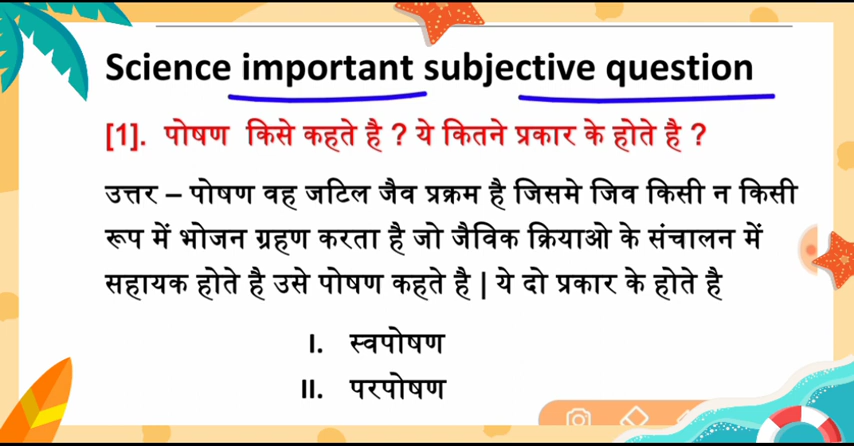 Science important subjective question
[1]. पोषण किसे कहते है ? ये कितने प्रकार के होते है ?
उत्तर – पोषण वह जटिल जैव प्रक्रम है जिसमे जिव किसी न किसी
रूप में भोजन ग्रहण करता है जो जैविक क्रियाओ के संचालन में
सहायक होते है उसे पोषण कहते है | ये दो प्रकार के होते है
I. स्वपोषण
II. परपोषण